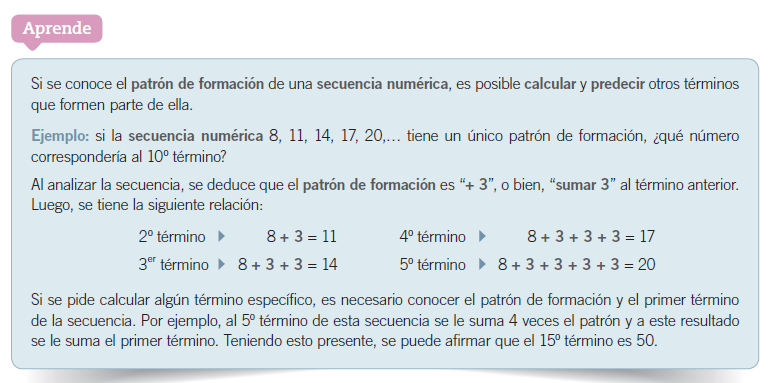 Aprende
Si se conoce el patrón de formación de una secuencia numérica, es posible calcular y predecir otros términos
que formen parte de ella.
Ejemplo: si la secuencia numérica 8, 11, 14, 17, 20,... tiene un único patrón de formación, ¿qué número
correspondería al 10º término?
Al analizar la secuencia, se deduce que el patrón de formación es “+ 3”, o bien, “sumar 3” al término anterior.
Luego, se tiene la siguiente relación:
2º término ▶ 8 + 3 = 11 4º término ▶ 8 + 3 + 3 + 3 = 17
3er término ▶ 8 + 3 + 3 = 14 5º término ▶ 8 + 3 + 3 + 3 + 3 = 20
Si se pide calcular algún término específico, es necesario conocer el patrón de formación y el primer término
de la secuencia. Por ejemplo, al 5º término de esta secuencia se le suma 4 veces el patrón y a este resultado
se le suma el primer término. Teniendo esto presente, se puede afirmar que el 15º término es 50.